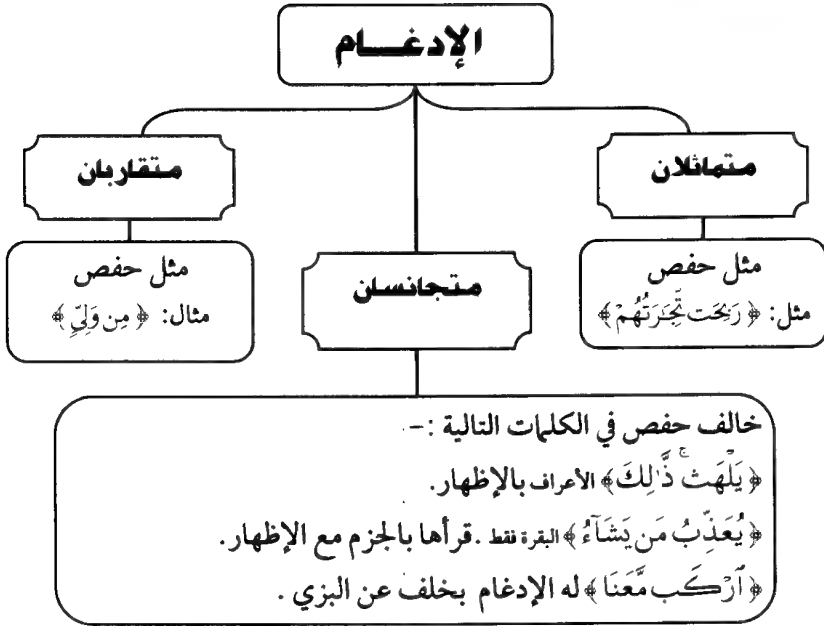 الإدغـــام
متماثلان
متجانسان
متقاربان
مثل حفص
مثل: ﴿ رَبِحَت تِّجَٰرَتُهُمْ ﴾
مثل حفص
مثال: ﴿ مِن وَلِيّٖ ﴾
خالف حفص في الكلمات التالية :-
﴿ يَلْهَثۚ ذَّٰلِكَ ﴾ الأعراف بالإظهار.
﴿ يُعَذِّبُ مَن يَشَآءُ ﴾ البقرة فقط . قرأها بالجزم مع الإظهار.
﴿ ٱرْكَب مَّعَنَا ﴾ له الإدغام بخلف عن البزي .